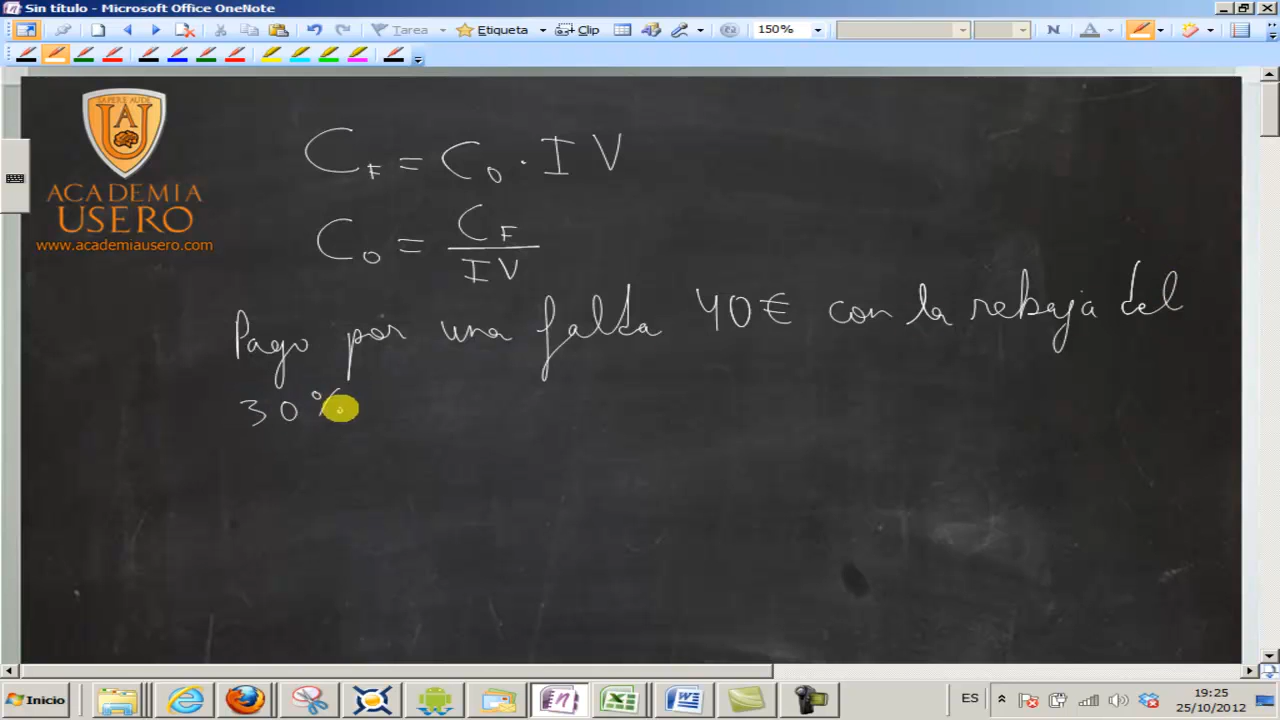 Sin título - Microsoft Office OneNote
Tarea Etiqueta Clip 150% N A
SAPERE AUDE
UA
ACADEMIA
USERO
www.academiausero.com
C_F = C_0 · IV
C_0 = C_F / IV
Pago por una falda 40€ con la rebaja del
30%
Inicio ES 19:25
25/10/2012